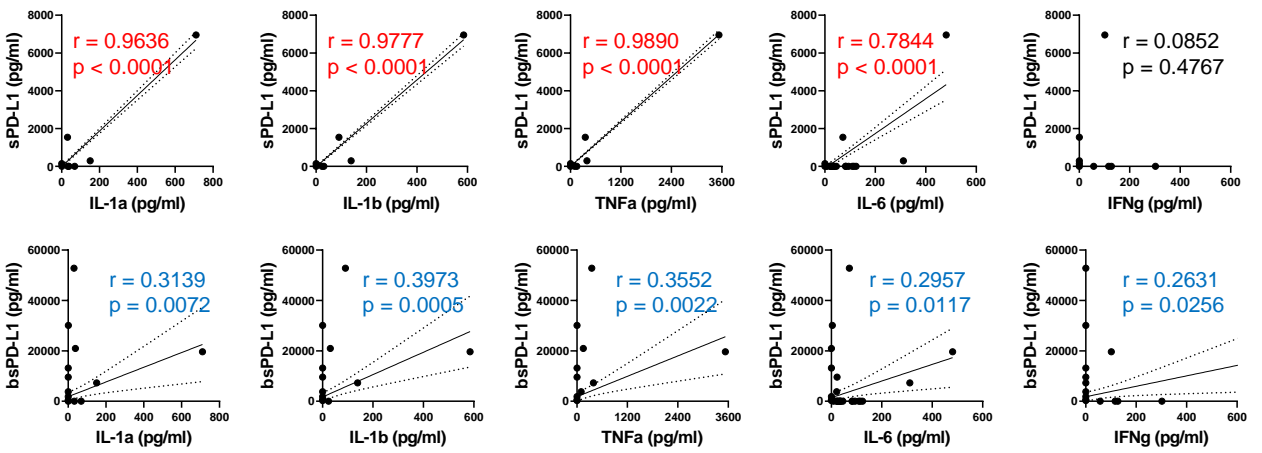 8000
6000
4000
2000
0
sPD-L1 (pg/ml)
r = 0.9636
p < 0.0001
0 200 400 600 800
IL-1a (pg/ml)
8000
6000
4000
2000
0
sPD-L1 (pg/ml)
r = 0.9777
p < 0.0001
0 200 400 600
IL-1b (pg/ml)
8000
6000
4000
2000
0
sPD-L1 (pg/ml)
r = 0.9890
p < 0.0001
0 1200 2400 3600
TNFa (pg/ml)
8000
6000
4000
2000
0
sPD-L1 (pg/ml)
r = 0.7844
p < 0.0001
0 200 400 600
IL-6 (pg/ml)
8000
6000
4000
2000
0
sPD-L1 (pg/ml)
r = 0.0852
p = 0.4767
0 200 400 600
IFNg (pg/ml)
60000
40000
20000
0
bsPD-L1 (pg/ml)
r = 0.3139
p = 0.0072
0 200 400 600 800
IL-1a (pg/ml)
60000
40000
20000
0
bsPD-L1 (pg/ml)
r = 0.3973
p = 0.0005
0 200 400 600
IL-1b (pg/ml)
60000
40000
20000
0
bsPD-L1 (pg/ml)
r = 0.3552
p = 0.0022
0 1200 2400 3600
TNFa (pg/ml)
60000
40000
20000
0
bsPD-L1 (pg/ml)
r = 0.2957
p = 0.0117
0 200 400 600
IL-6 (pg/ml)
60000
40000
20000
0
bsPD-L1 (pg/ml)
r = 0.2631
p = 0.0256
0 200 400 600
IFNg (pg/ml)